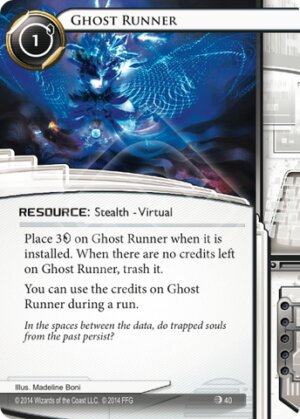 Ghost Runner
1
Resource: Stealth - Virtual
Place 3 on Ghost Runner when it is
installed. When there are no credits left
on Ghost Runner, trash it.
You can use the credits on Ghost
Runner during a run.
In the spaces between the data, do trapped souls
from the past persist?
Illus. Madeline Boni
© 2014 Wizards of the Coast LLC. © 2014 FFG
40